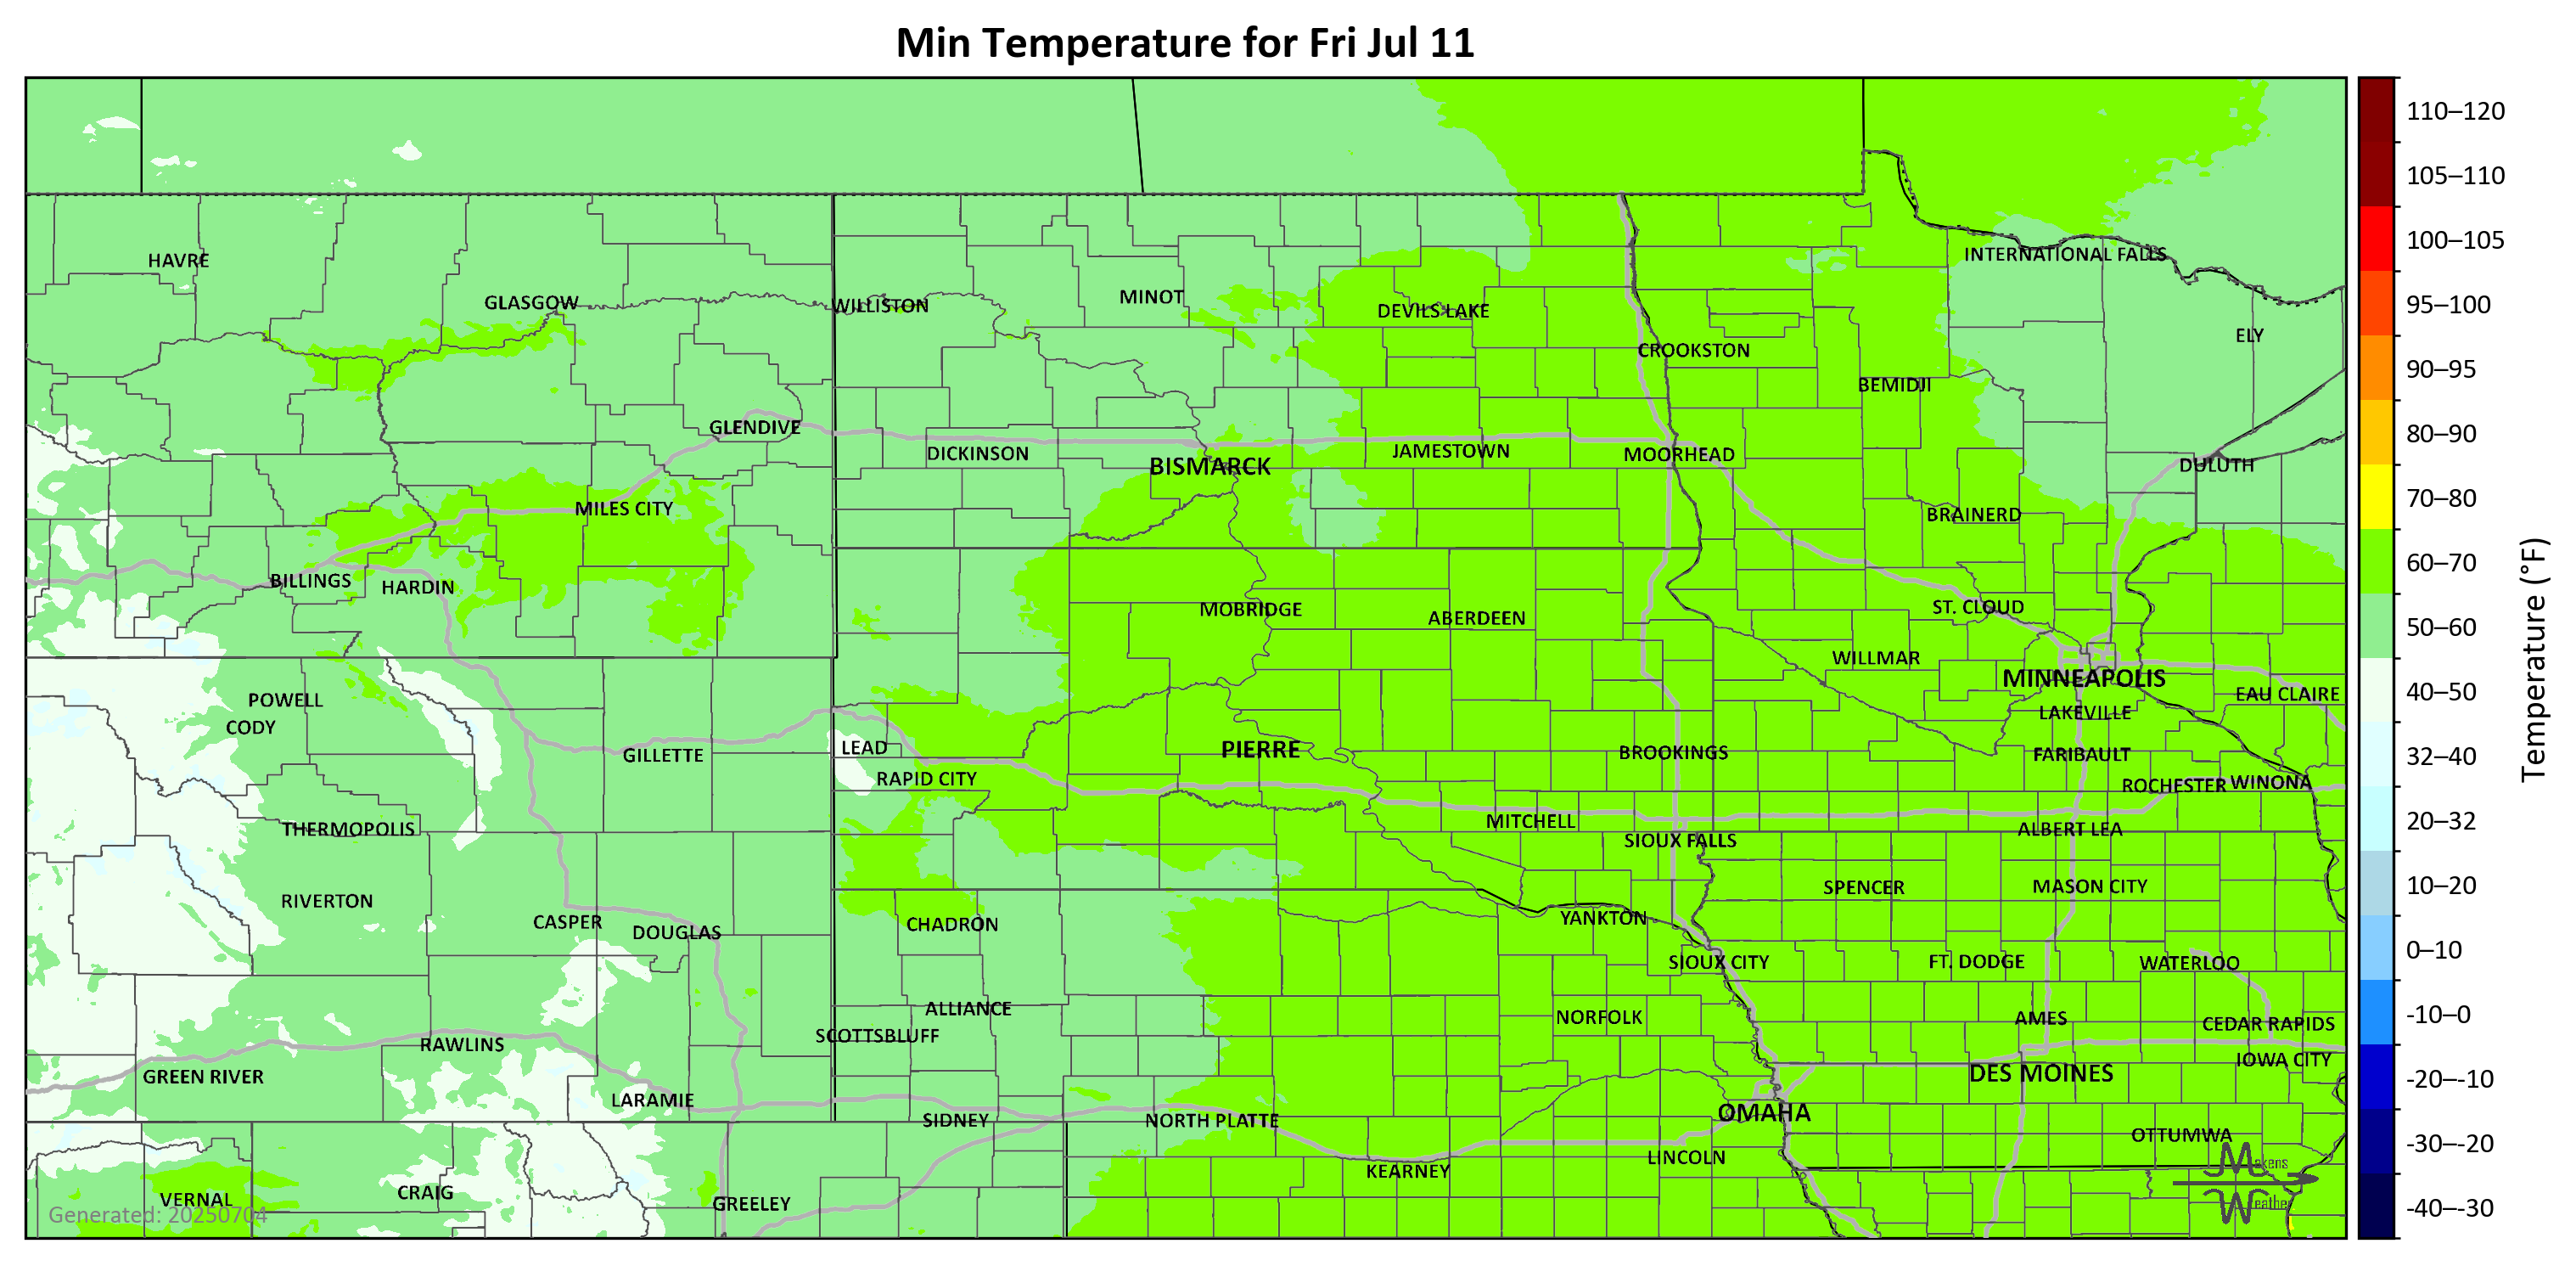 Min Temperature for Fri Jul 11
110–120
105–110
100–105
95–100
90–95
80–90
70–80
60–70
50–60
40–50
32–40
20–32
10–20
0–10
-10–0
-20–-10
-30–-20
-40–-30
Temperature (°F)
HAVRE
INTERNATIONAL FALLS
GLASGOW
WILLISTON
MINOT
DEVILS LAKE
ELY
CROOKSTON
BEMIDJI
GLENDIVE
DICKINSON
BISMARCK
JAMESTOWN
MOORHEAD
DULUTH
MILES CITY
BRAINERD
BILLINGS
HARDIN
MOBRIDGE
ABERDEEN
ST. CLOUD
WILLMAR
MINNEAPOLIS
POWELL
EAU CLAIRE
CODY
LAKEVILLE
GILLETTE
LEAD
PIERRE
BROOKINGS
FARIBAULT
RAPID CITY
ROCHESTER
WINONA
THERMOPOLIS
MITCHELL
SIOUX FALLS
ALBERT LEA
RIVERTON
SPENCER
MASON CITY
CASPER
DOUGLAS
CHADRON
YANKTON
SIOUX CITY
FT. DODGE
WATERLOO
ALLIANCE
NORFOLK
AMES
CEDAR RAPIDS
RAWLINS
SCOTTSBLUFF
IOWA CITY
GREEN RIVER
DES MOINES
LARAMIE
SIDNEY
NORTH PLATTE
OMAHA
OTTUMWA
KEARNEY
LINCOLN
VERNAL
CRAIG
GREELEY
Makens
Weather
Generated: 20250704